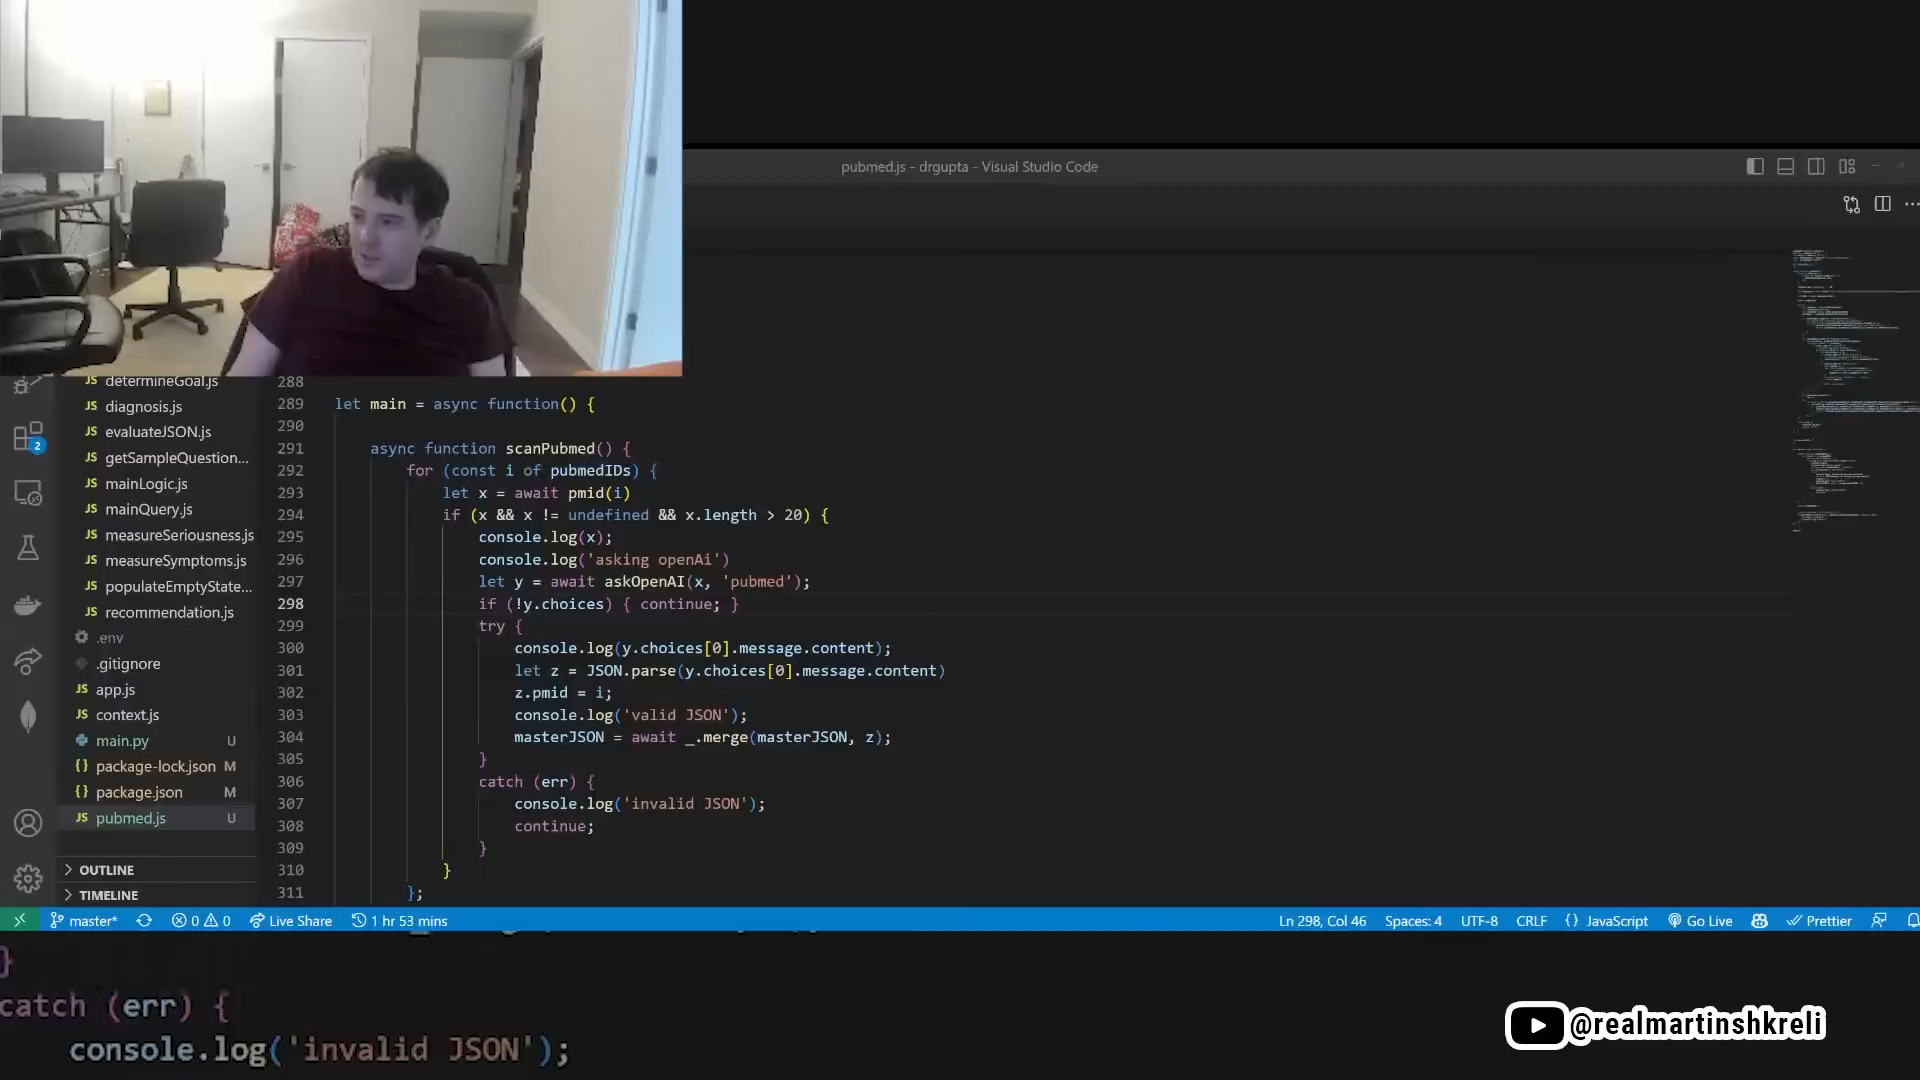 pubmed.js - drgupta - Visual Studio Code
determineGoal.js
diagnosis.js
evaluateJSON.js
getSampleQuestion...
mainLogic.js
mainQuery.js
measureSeriousness.js
measureSymptoms.js
populateEmptyState...
recommendation.js
.env
.gitignore
app.js
context.js
main.py U
package-lock.json M
package.json M
pubmed.js U
OUTLINE
TIMELINE
2
288
289 let main = async function() {
290
291 async function scanPubmed() {
292 for (const i of pubmedIDs) {
293 let x = await pmid(i)
294 if (x && x != undefined && x.length > 20) {
295 console.log(x);
296 console.log('asking openAi')
297 let y = await askOpenAI(x, 'pubmed');
298 if (!y.choices) { continue; }
299 try {
300 console.log(y.choices[0].message.content);
301 let z = JSON.parse(y.choices[0].message.content)
302 z.pmid = i;
303 console.log('valid JSON');
304 masterJSON = await _.merge(masterJSON, z);
305 }
306 catch (err) {
307 console.log('invalid JSON');
308 continue;
309 }
310 }
311 };
master* 0 0 Live Share 1 hr 53 mins Ln 298, Col 46 Spaces: 4 UTF-8 CRLF {} JavaScript Go Live Prettier
}
catch (err) {
console.log('invalid JSON');
@realmartinshkreli